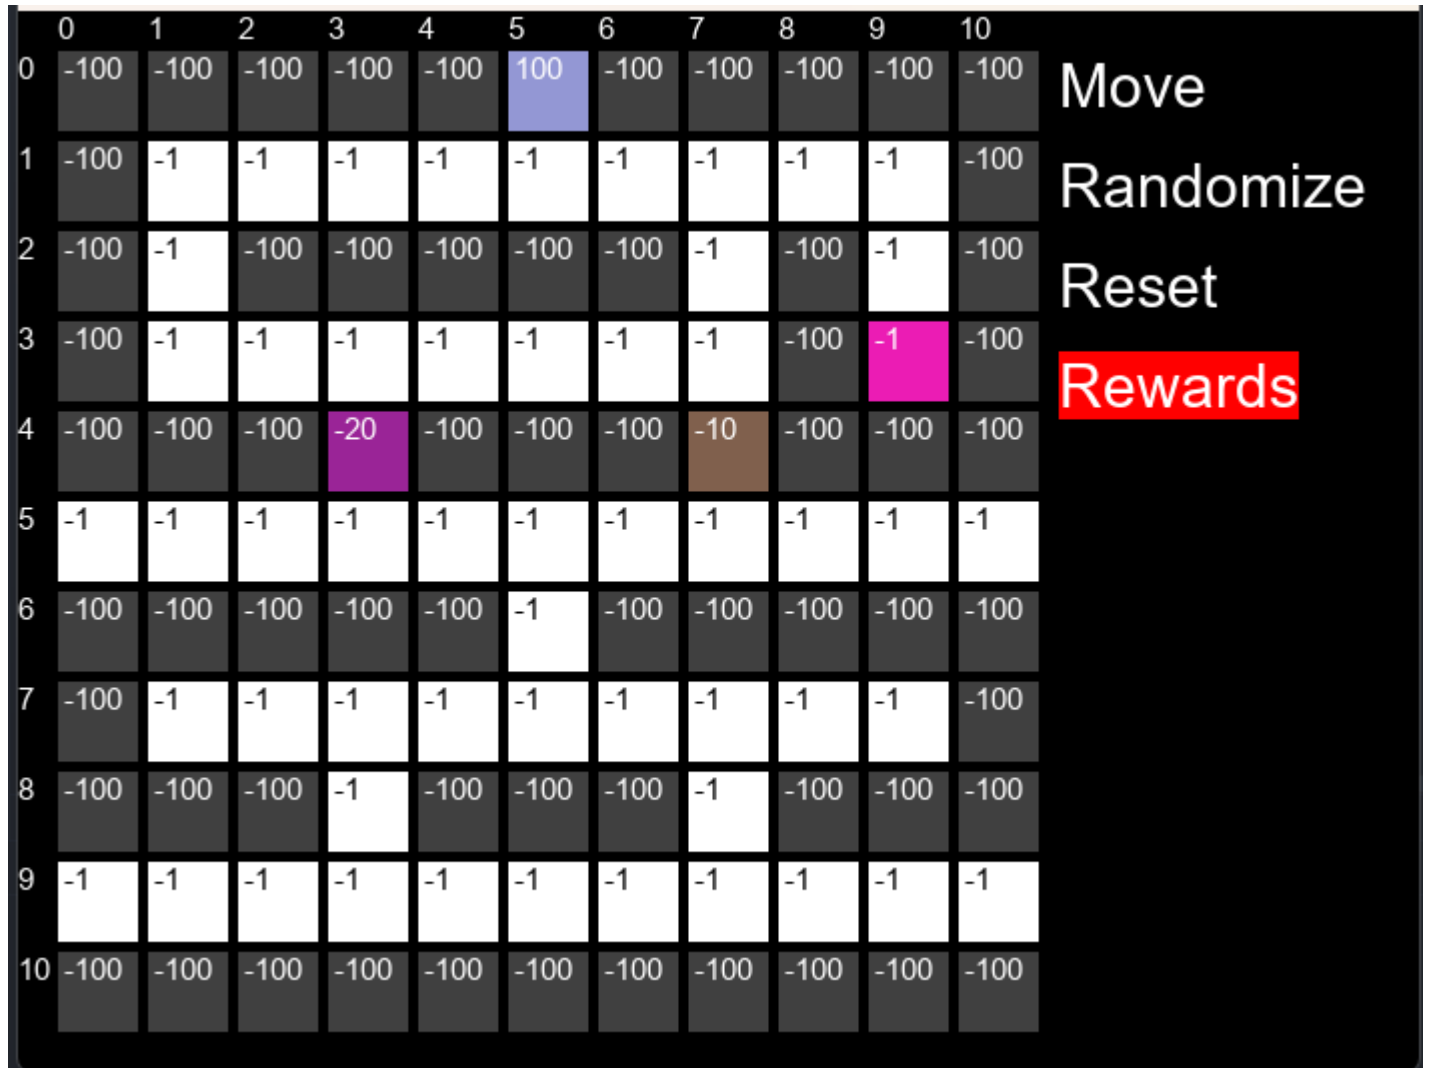 0 1 2 3 4 5 6 7 8 9 10
0 -100 -100 -100 -100 -100 100 -100 -100 -100 -100 -100 Move
1 -100 -1 -1 -1 -1 -1 -1 -1 -1 -1 -100 Randomize
2 -100 -1 -100 -100 -100 -100 -100 -1 -100 -1 -100 Reset
3 -100 -1 -1 -1 -1 -1 -1 -1 -100 -1 -100 Rewards
4 -100 -100 -100 -20 -100 -100 -100 -10 -100 -100 -100
5 -1 -1 -1 -1 -1 -1 -1 -1 -1 -1 -1
6 -100 -100 -100 -100 -100 -1 -100 -100 -100 -100 -100
7 -100 -1 -1 -1 -1 -1 -1 -1 -1 -1 -100
8 -100 -100 -100 -1 -100 -100 -100 -1 -100 -100 -100
9 -1 -1 -1 -1 -1 -1 -1 -1 -1 -1 -1
10 -100 -100 -100 -100 -100 -100 -100 -100 -100 -100 -100